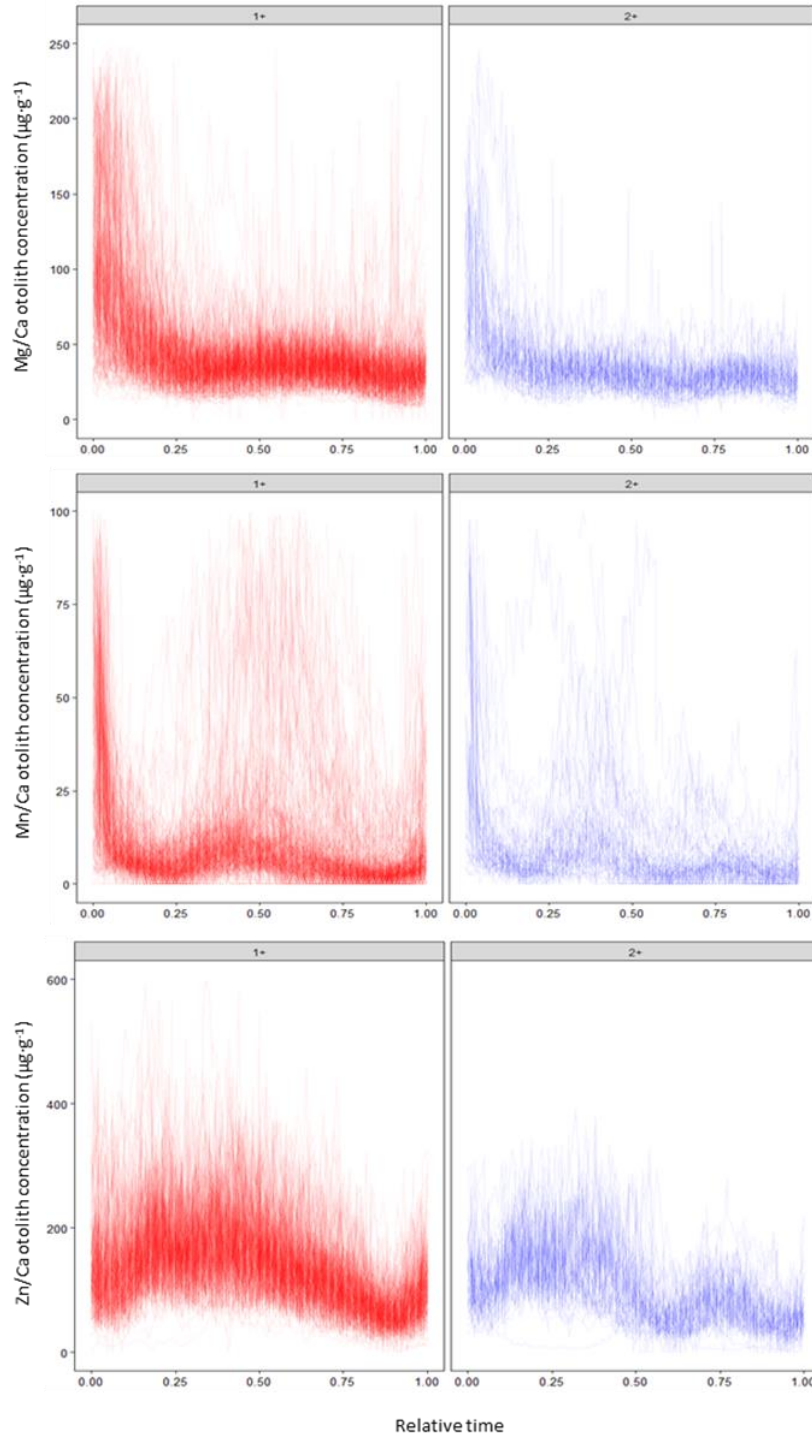 1+ 2+
250
200
150
100
50
0
Mg/Ca otolith concentration (µg·g⁻¹)
0.00 0.25 0.50 0.75 1.00 0.00 0.25 0.50 0.75 1.00
1+ 2+
100
75
50
25
0
Mn/Ca otolith concentration (µg·g⁻¹)
0.00 0.25 0.50 0.75 1.00 0.00 0.25 0.50 0.75 1.00
1+ 2+
600
400
200
0
Zn/Ca otolith concentration (µg·g⁻¹)
0.00 0.25 0.50 0.75 1.00 0.00 0.25 0.50 0.75 1.00
Relative time